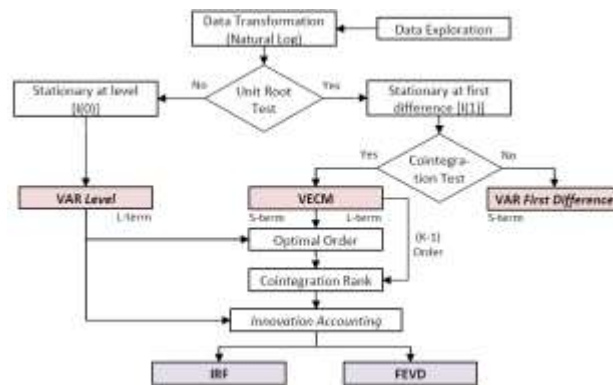 Data Transformation
(Natural Log)
Data Exploration
No
Unit Root
Test
Yes
Stationary at level
[I(0)]
Stationary at first
difference [I(1)]
Yes
Cointegra-
tion Test
No
VAR Level
VECM
VAR First Difference
L-term
S-term
L-term
S-term
Optimal Order
(K-1)
Order
Cointegration Rank
Innovation Accounting
IRF
FEVD